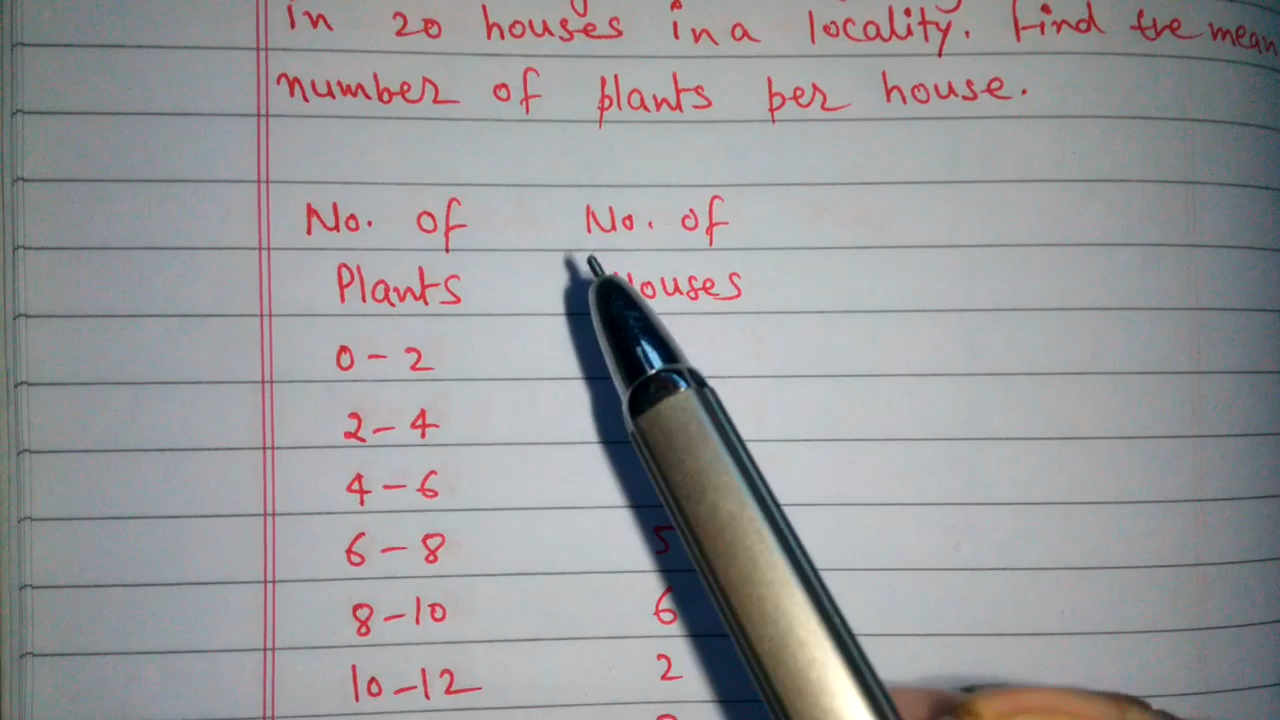 in 20 houses in a locality. Find the mean
number of plants per house.
No. of No. of
Plants Houses
0-2
2-4
4-6
6-8 5
8-10 6
10-12 2